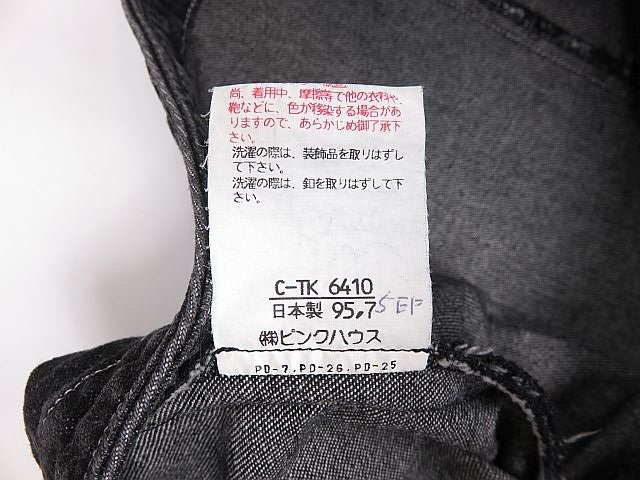 尚、着用中、摩擦等で他の衣料や、
鞄などに、色が移染する場合があ
りますので、あらかじめ御了承下
さい。
洗濯の際は、装飾品を取りはずし
て下さい。
洗濯の際は、釦を取りはずして下
さい。
C-TK 6410
日本製 95,7
㈱ピンクハウス
PD-7,PD-26,PD-25